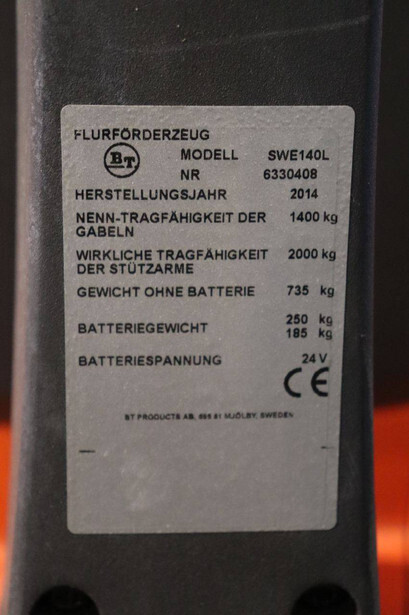 FLURFÖRDERZEUG
BT
MODELL SWE140L
NR 6330408
HERSTELLUNGSJAHR 2014
NENN-TRAGFÄHIGKEIT DER GABELN 1400 kg
WIRKLICHE TRAGFÄHIGKEIT DER STÜTZARME 2000 kg
GEWICHT OHNE BATTERIE 735 kg
BATTERIEGEWICHT 250 kg
185 kg
BATTERIESPANNUNG 24 V
CE
BT PRODUCTS AB, 595 81 MJÖLBY, SWEDEN